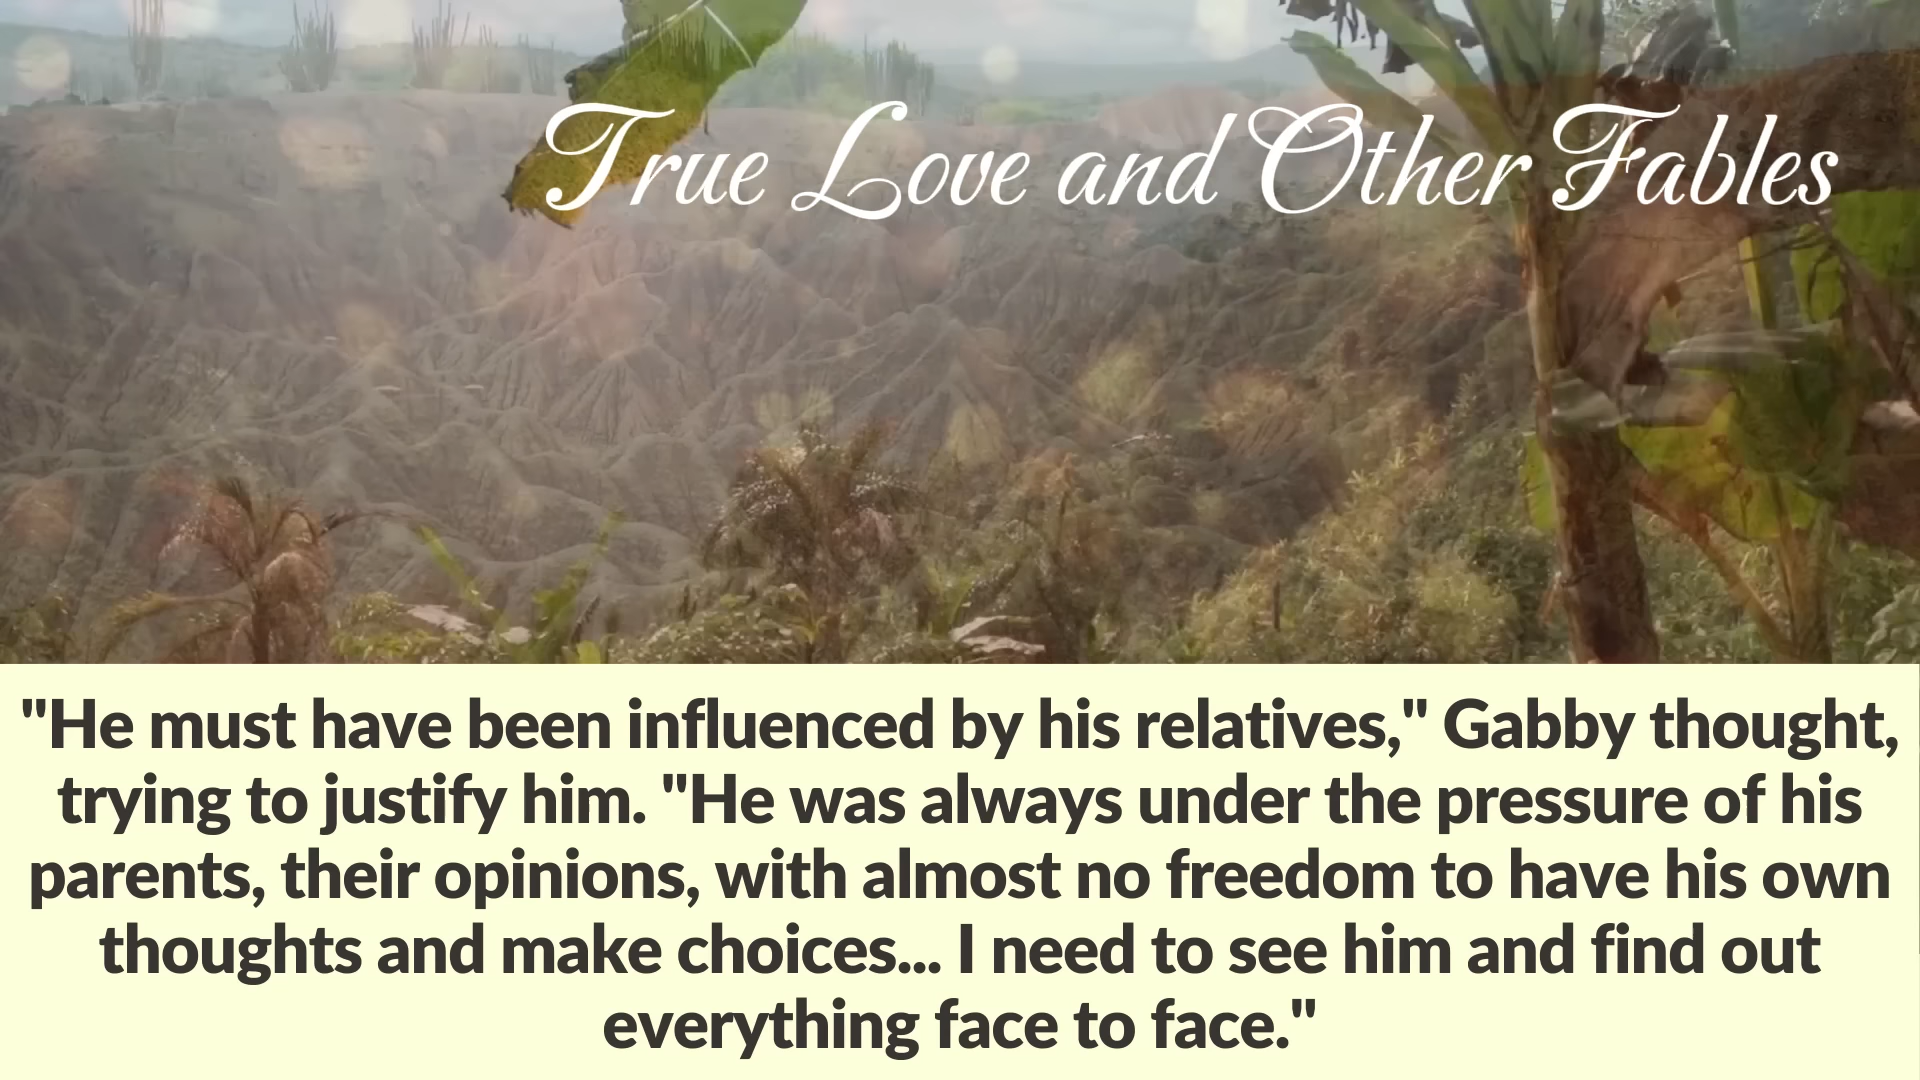 True Love and Other Fables
"He must have been influenced by his relatives," Gabby thought,
trying to justify him. "He was always under the pressure of his
parents, their opinions, with almost no freedom to have his own
thoughts and make choices... I need to see him and find out
everything face to face."